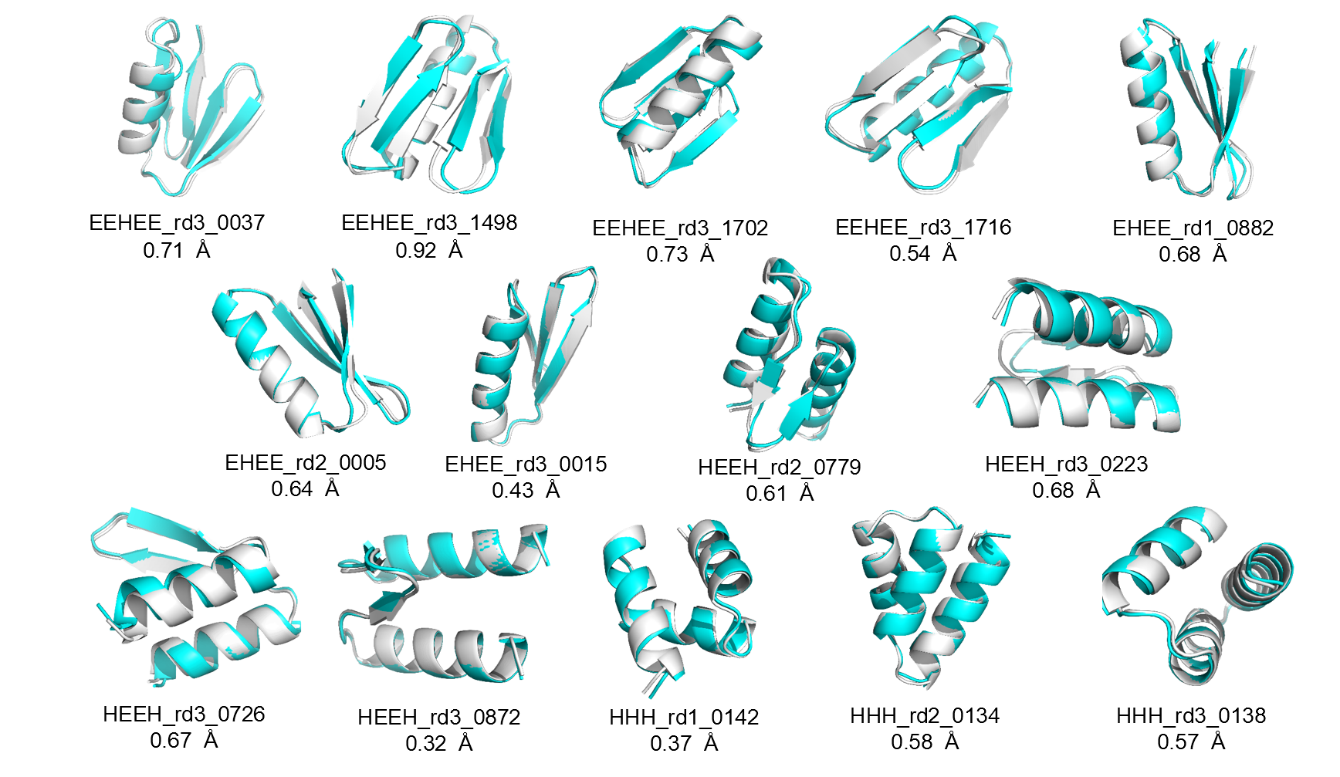 EEHEE_rd3_0037
0.71 Å
EEHEE_rd3_1498
0.92 Å
EEHEE_rd3_1702
0.73 Å
EEHEE_rd3_1716
0.54 Å
EHEE_rd1_0882
0.68 Å
EHEE_rd2_0005
0.64 Å
EHEE_rd3_0015
0.43 Å
HEEH_rd2_0779
0.61 Å
HEEH_rd3_0223
0.68 Å
HEEH_rd3_0726
0.67 Å
HEEH_rd3_0872
0.32 Å
HHH_rd1_0142
0.37 Å
HHH_rd2_0134
0.58 Å
HHH_rd3_0138
0.57 Å